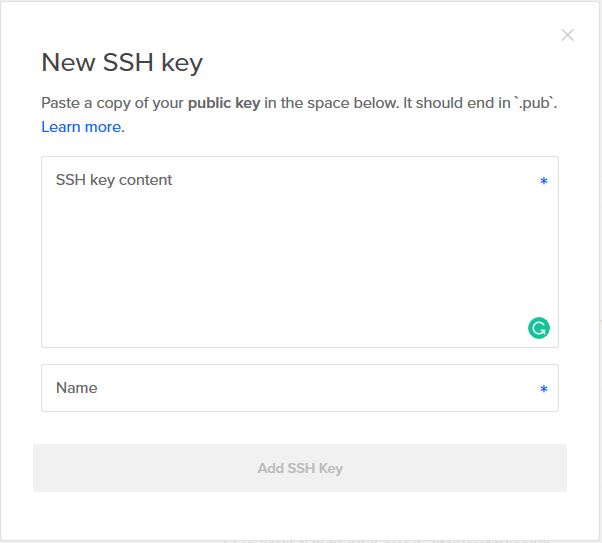 New SSH key
Paste a copy of your public key in the space below. It should end in `.pub`.
Learn more.
SSH key content *
Name *
Add SSH Key